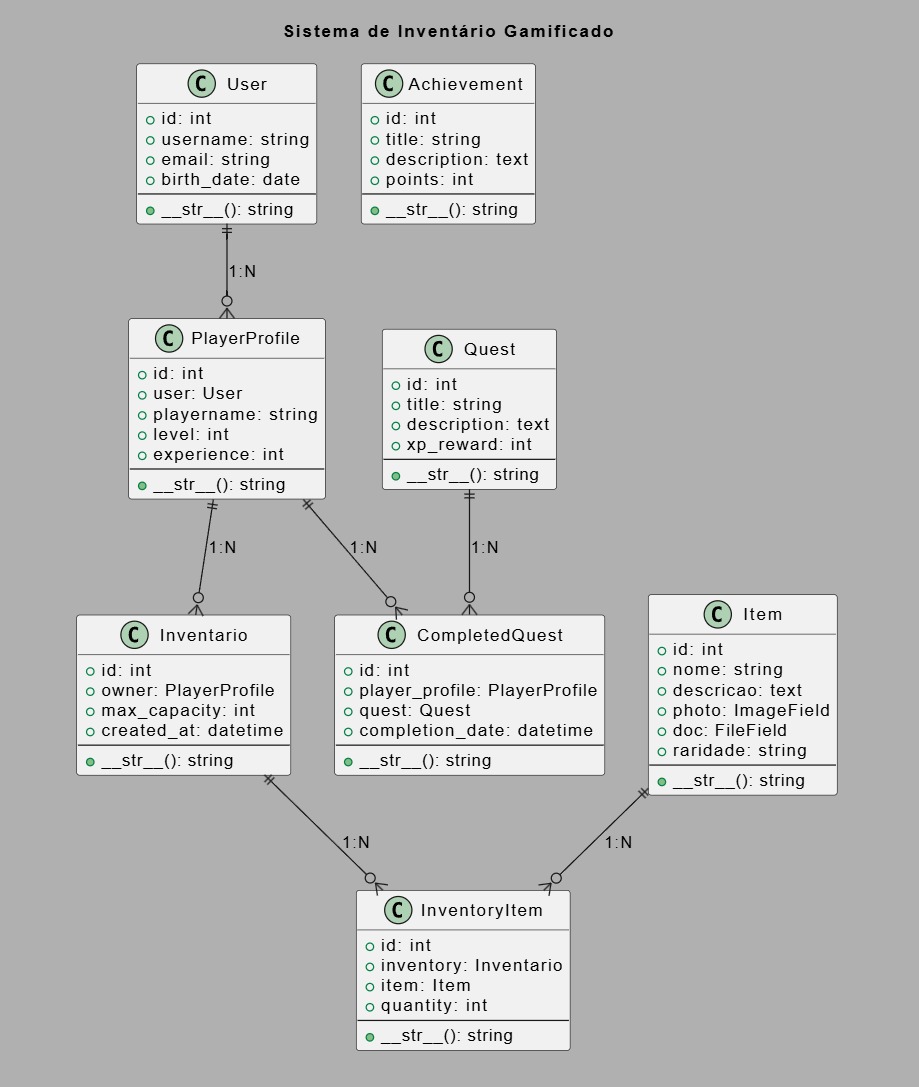 Sistema de Inventário Gamificado
C User
id: int
username: string
email: string
birth_date: date
__str__(): string
C Achievement
id: int
title: string
description: text
points: int
__str__(): string
1:N
C PlayerProfile
id: int
user: User
playername: string
level: int
experience: int
__str__(): string
C Quest
id: int
title: string
description: text
xp_reward: int
__str__(): string
1:N
1:N
1:N
C Inventario
id: int
owner: PlayerProfile
max_capacity: int
created_at: datetime
__str__(): string
C CompletedQuest
id: int
player_profile: PlayerProfile
quest: Quest
completion_date: datetime
__str__(): string
C Item
id: int
nome: string
descricao: text
photo: ImageField
doc: FileField
raridade: string
__str__(): string
1:N
1:N
C InventoryItem
id: int
inventory: Inventario
item: Item
quantity: int
__str__(): string